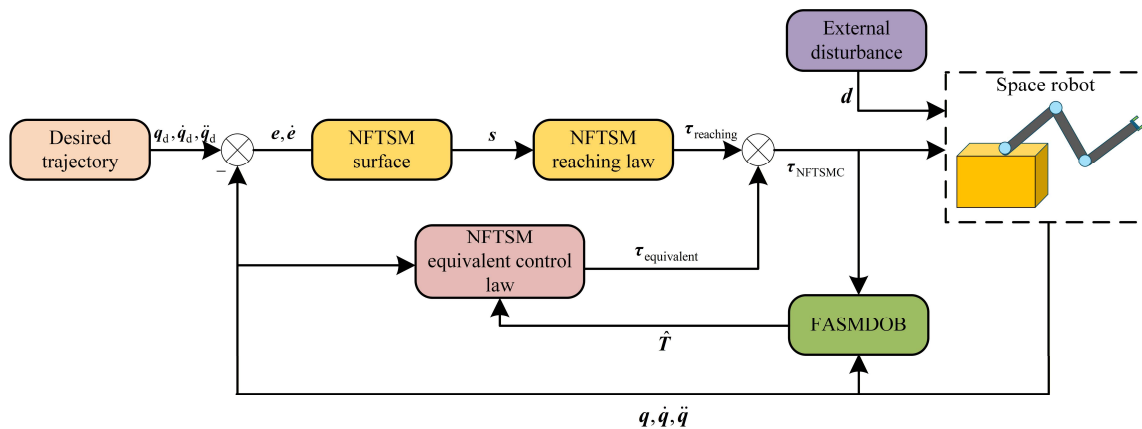 External
disturbance
d
Space robot
Desired
trajectory
q_d, q̇_d, q̈_d
−
e, ė
NFTSM
surface
s
NFTSM
reaching law
τ_reaching
τ_NFTSMC
NFTSM
equivalent control
law
τ_equivalent
FASMDOB
T̂
q, q̇, q̈